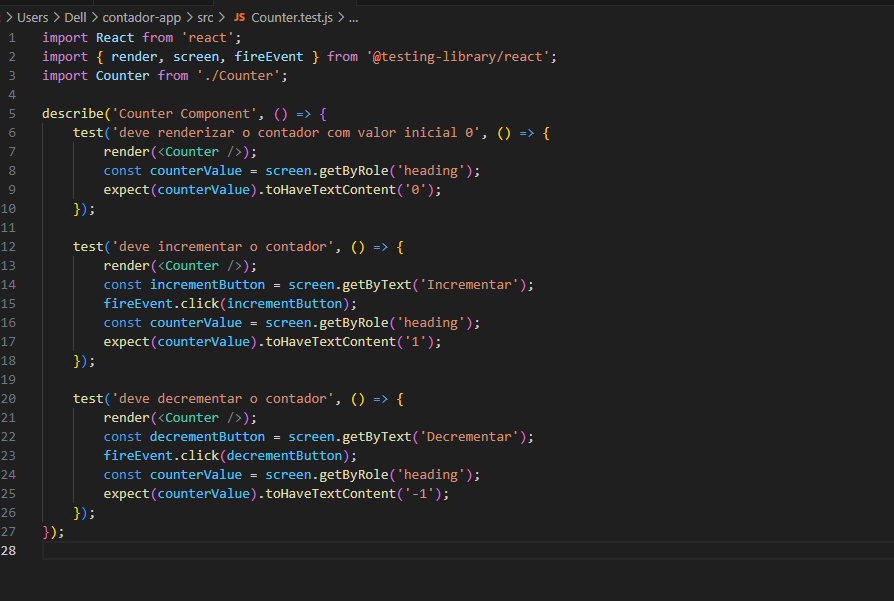 Users > Dell > contador-app > src > JS Counter.test.js > ...
1 import React from 'react';
2 import { render, screen, fireEvent } from '@testing-library/react';
3 import Counter from './Counter';
4
5 describe('Counter Component', () => {
6 test('deve renderizar o contador com valor inicial 0', () => {
7 render(<Counter />);
8 const counterValue = screen.getByRole('heading');
9 expect(counterValue).toHaveTextContent('0');
10 });
11
12 test('deve incrementar o contador', () => {
13 render(<Counter />);
14 const incrementButton = screen.getByText('Incrementar');
15 fireEvent.click(incrementButton);
16 const counterValue = screen.getByRole('heading');
17 expect(counterValue).toHaveTextContent('1');
18 });
19
20 test('deve decrementar o contador', () => {
21 render(<Counter />);
22 const decrementButton = screen.getByText('Decrementar');
23 fireEvent.click(decrementButton);
24 const counterValue = screen.getByRole('heading');
25 expect(counterValue).toHaveTextContent('-1');
26 });
27 });
28